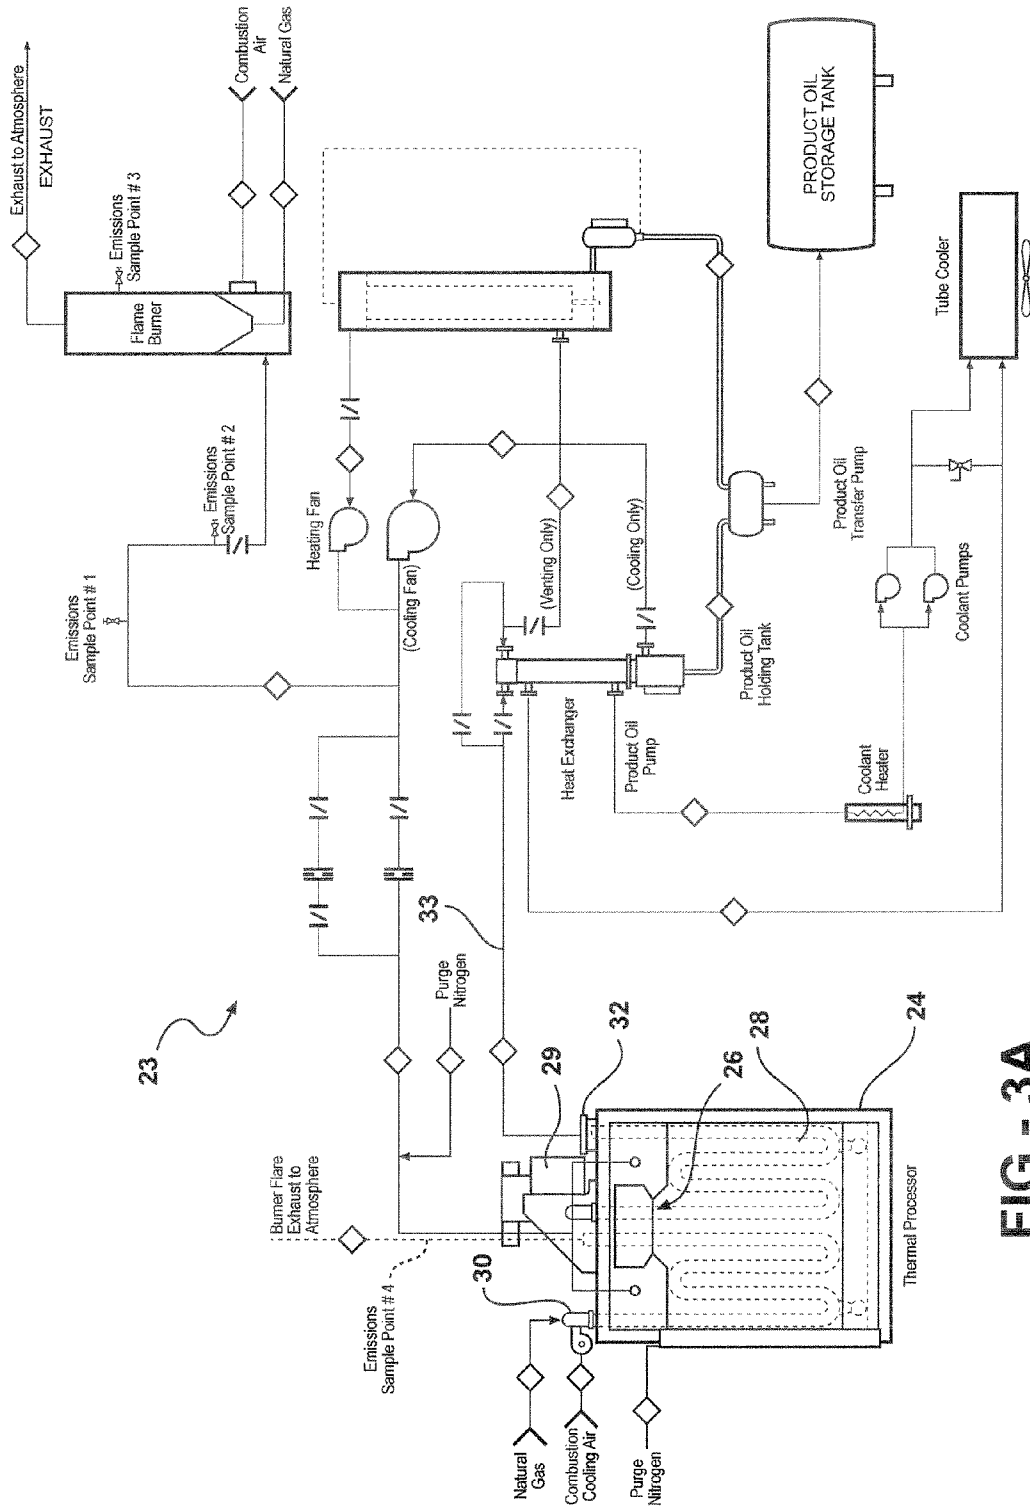 Exhaust to Atmosphere
EXHAUST
Emissions
Sample Point # 3
Flame
Burner
Combustion
Air
Natural Gas
Emissions
Sample Point # 1
Emissions
Sample Point # 2
Heating Fan
(Cooling Fan)
(Venting Only)
(Cooling Only)
Heat Exchanger
Product Oil
Pump
Product Oil
Holding Tank
Product Oil
Transfer Pump
PRODUCT OIL
STORAGE TANK
Coolant
Heater
Coolant Pumps
Tube Cooler
23
33
Purge
Nitrogen
Burner Flare
Exhaust to
Atmosphere
Emissions
Sample Point # 4
29
32
30
26
28
24
Natural
Gas
Combustion
Cooling Air
Purge
Nitrogen
Thermal Processor
FIG - 3A